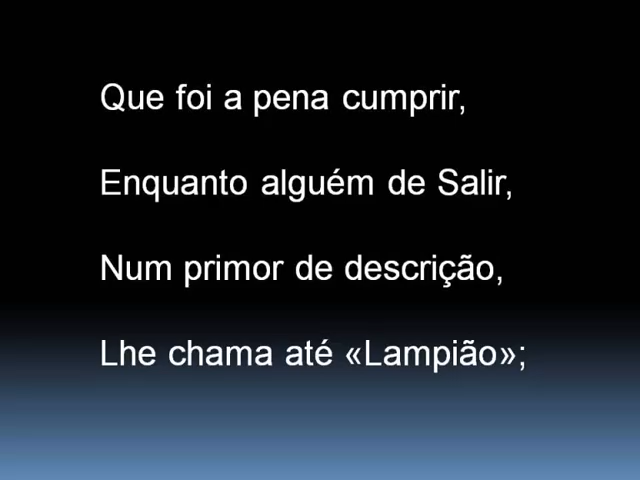 Que foi a pena cumprir,
Enquanto alguém de Salir,
Num primor de descrição,
Lhe chama até «Lampião»;